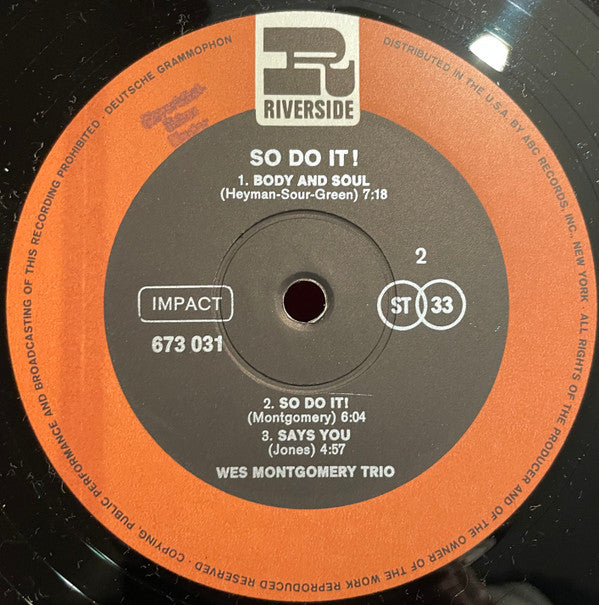 R
RIVERSIDE
SO DO IT!
1. BODY AND SOUL
(Heyman-Sour-Green) 7:18
2
IMPACT
ST 33
673 031
2. SO DO IT!
(Montgomery) 6:04
3. SAYS YOU
(Jones) 4:57
WES MONTGOMERY TRIO
DEUTSCHE GRAMMOPHON
DISTRIBUTED IN THE U.S.A. BY ABC RECORDS, INC., NEW YORK · ALL RIGHTS OF THE PRODUCER AND OF THE OWNER OF THE WORK REPRODUCED RESERVED · COPYING, PUBLIC PERFORMANCE AND BROADCASTING OF THIS RECORDING PROHIBITED ·